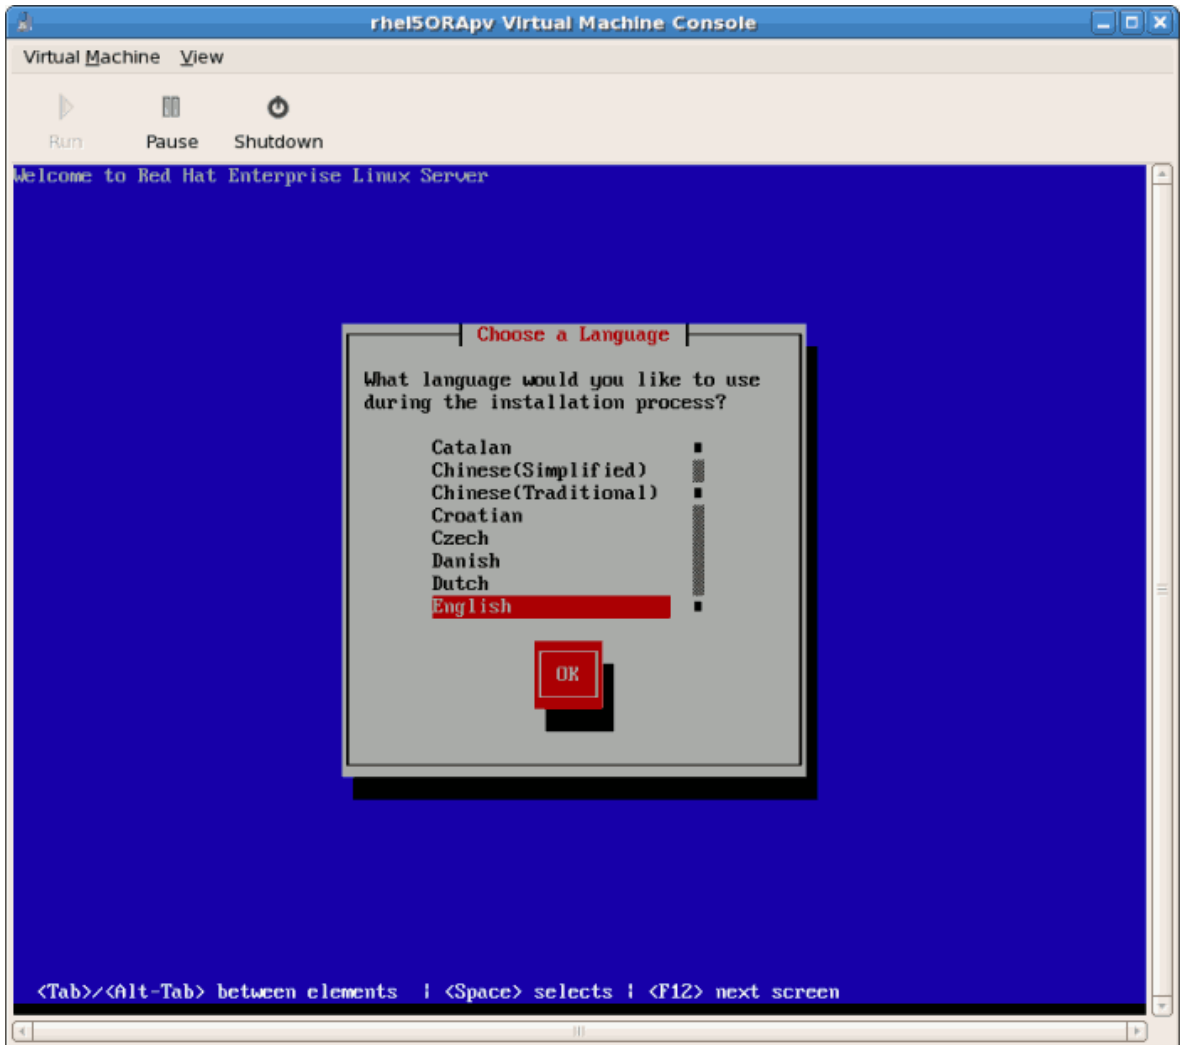 rhel5ORApv Virtual Machine Console
Virtual Machine View
Run Pause Shutdown
Welcome to Red Hat Enterprise Linux Server
Choose a Language
What language would you like to use
during the installation process?
Catalan
Chinese(Simplified)
Chinese(Traditional)
Croatian
Czech
Danish
Dutch
English
OK
<Tab>/<Alt-Tab> between elements | <Space> selects | <F12> next screen